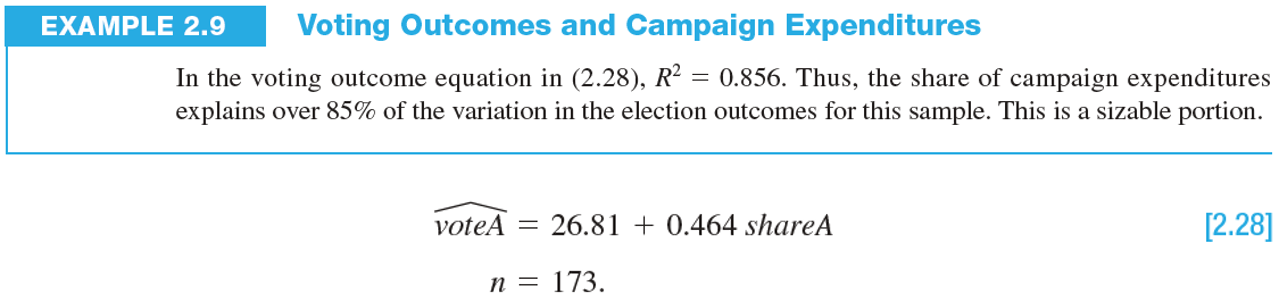 EXAMPLE 2.9 Voting Outcomes and Campaign Expenditures
In the voting outcome equation in (2.28), R² = 0.856. Thus, the share of campaign expenditures
explains over 85% of the variation in the election outcomes for this sample. This is a sizable portion.
\widehat{voteA} = 26.81 + 0.464 shareA [2.28]
n = 173.